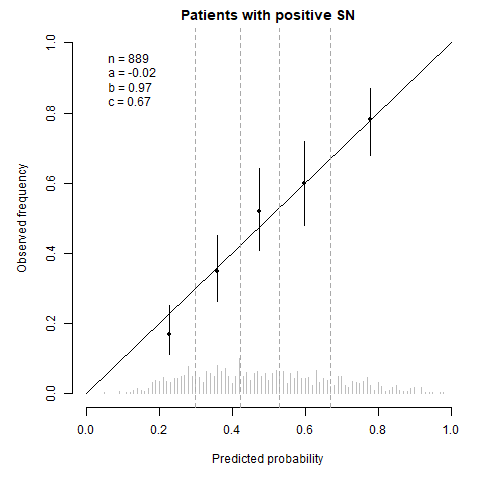 Patients with positive SN
n = 889
a = -0.02
b = 0.97
c = 0.67
Observed frequency
1.0
0.8
0.6
0.4
0.2
0.0
0.0 0.2 0.4 0.6 0.8 1.0
Predicted probability